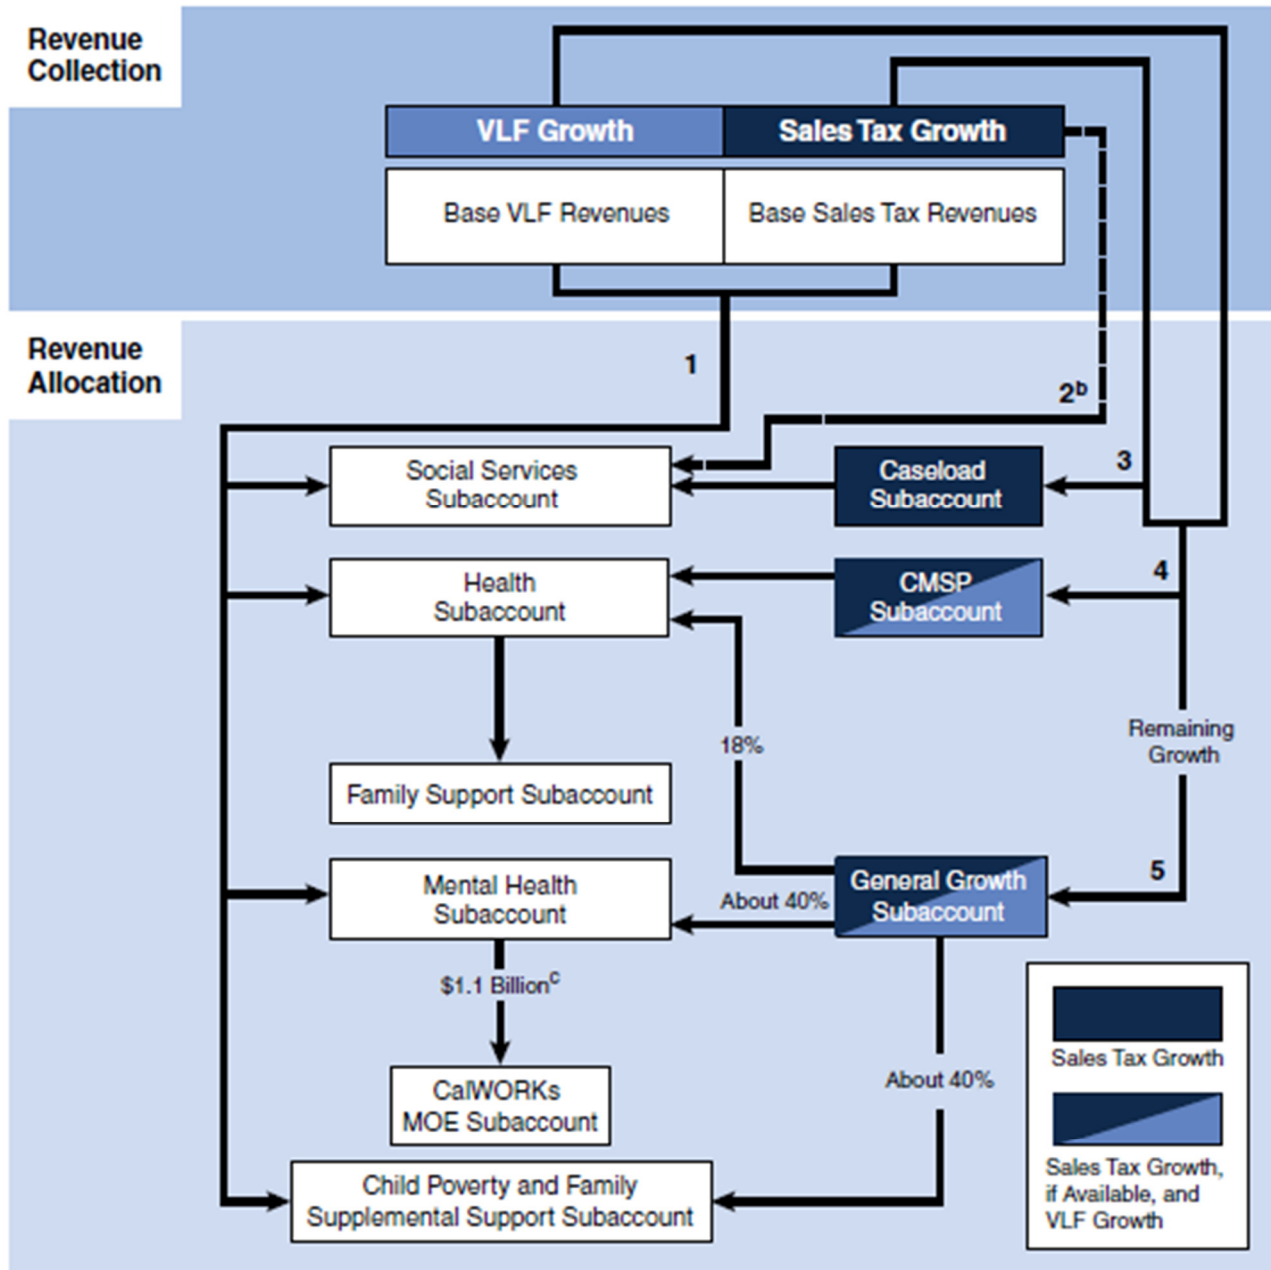 Revenue
Collection
VLF Growth
Sales Tax Growth
Base VLF Revenues
Base Sales Tax Revenues
Revenue
Allocation
1
2b
3
Social Services
Subaccount
Caseload
Subaccount
4
Health
Subaccount
CMSP
Subaccount
18%
Remaining
Growth
Family Support Subaccount
5
Mental Health
Subaccount
About 40%
General Growth
Subaccount
$1.1 Billionc
About 40%
CalWORKs
MOE Subaccount
Child Poverty and Family
Supplemental Support Subaccount
Sales Tax Growth
Sales Tax Growth,
if Available, and
VLF Growth